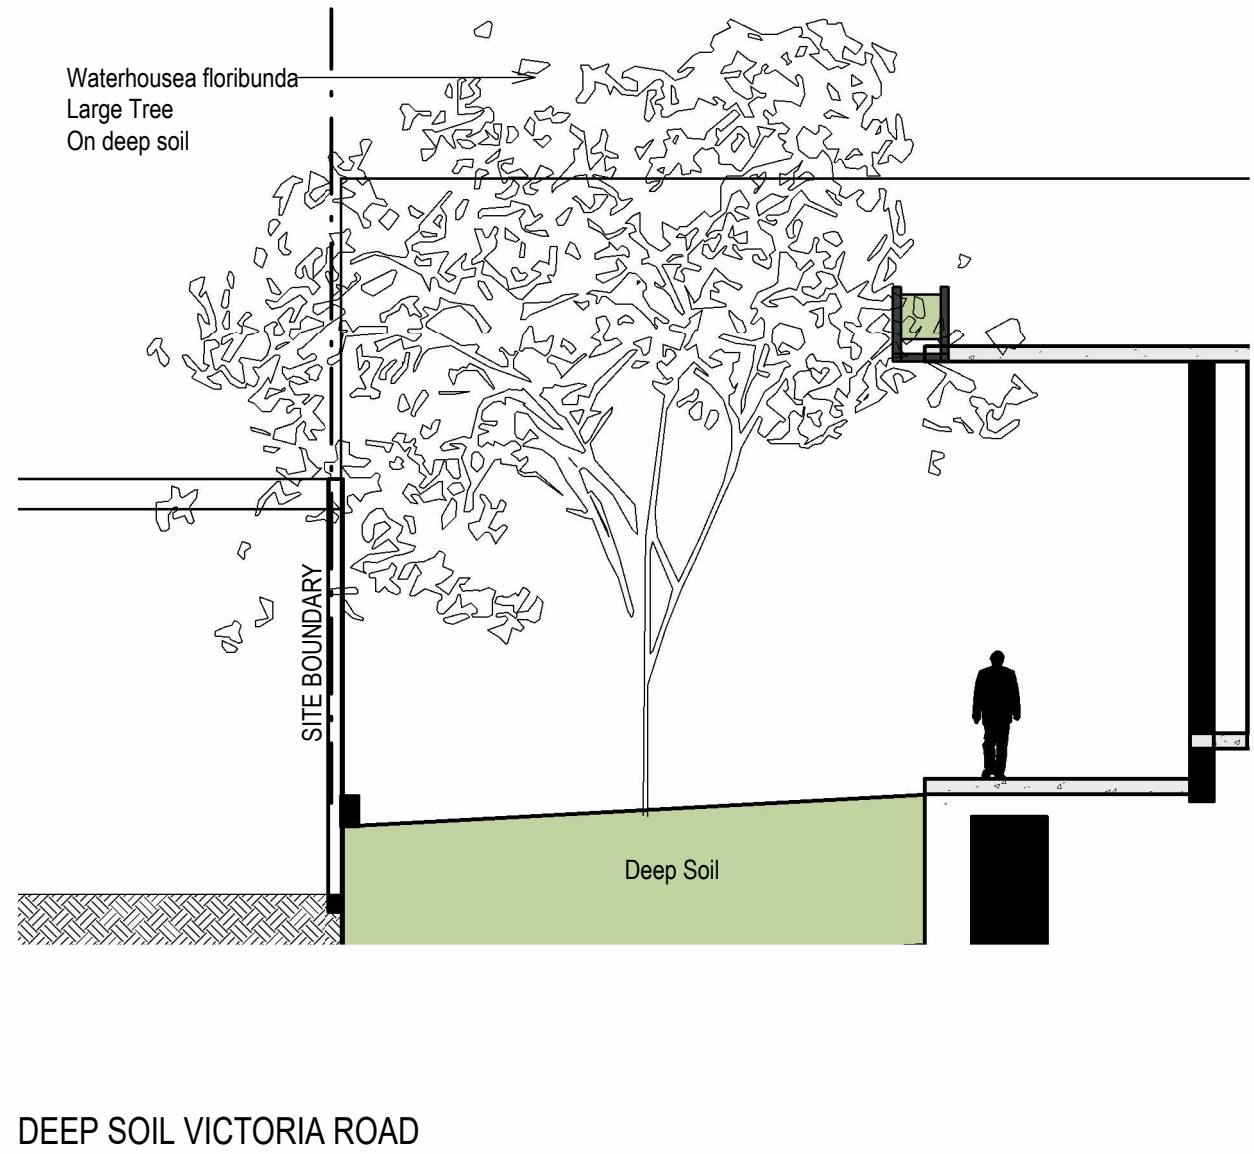 Waterhousea floribunda
Large Tree
On deep soil
SITE BOUNDARY
Deep Soil
DEEP SOIL VICTORIA ROAD